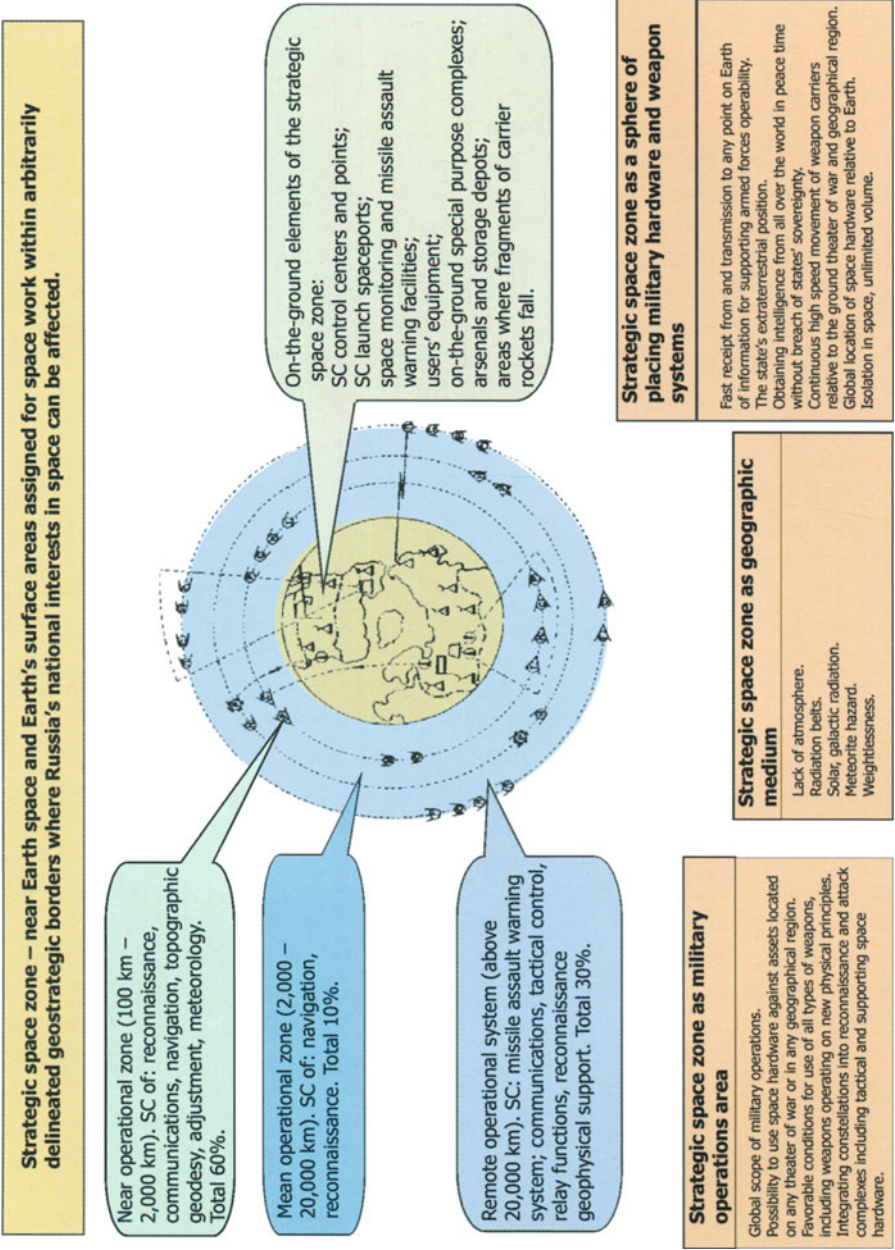 Strategic space zone – near Earth space and Earth's surface areas assigned for space work within arbitrarily
delineated geostrategic borders where Russia's national interests in space can be affected.
Near operational zone (100 km –
2,000 km). SC of: reconnaissance,
communications, navigation, topographic
geodesy, adjustment, meteorology.
Total 60%.
Mean operational zone (2,000 –
20,000 km). SC of: navigation,
reconnaissance. Total 10%.
Remote operational system (above
20,000 km). SC: missile assault warning
system; communications, tactical control,
relay functions, reconnaissance
geophysical support. Total 30%.
On-the-ground elements of the strategic
space zone:
SC control centers and points;
SC launch spaceports;
space monitoring and missile assault
warning facilities;
users' equipment;
on-the-ground special purpose complexes;
arsenals and storage depots;
areas where fragments of carrier
rockets fall.
Strategic space zone as military
operations area
Global scope of military operations.
Possibility to use space hardware against assets located
on any theater of war or in any geographical region.
Favorable conditions for use of all types of weapons,
including weapons operating on new physical principles.
Integrating constellations into reconnaissance and attack
complexes including tactical and supporting space
hardware.
Strategic space zone as geographic
medium
Lack of atmosphere.
Radiation belts.
Solar, galactic radiation.
Meteorite hazard.
Weightlessness.
Strategic space zone as a sphere of
placing military hardware and weapon
systems
Fast receipt from and transmission to any point on Earth
of information for supporting armed forces operability.
The state's extraterrestrial position.
Obtaining intelligence from all over the world in peace time
without breach of states' sovereignty.
Continuous high speed movement of weapon carriers
relative to the ground theater of war and geographical region.
Global location of space hardware relative to Earth.
Isolation in space, unlimited volume.